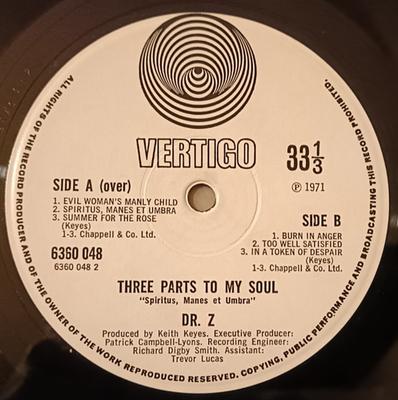 ALL RIGHTS OF THE RECORD PRODUCER AND OF THE OWNER OF THE WORK REPRODUCED RESERVED. COPYING, PUBLIC PERFORMANCE AND BROADCASTING THIS RECORD PROHIBITED.
VERTIGO
33 1/3
SIDE A (over)
1. EVIL WOMAN'S MANLY CHILD
2. SPIRITUS, MANES ET UMBRA
3. SUMMER FOR THE ROSE
(Keyes)
1-3. Chappell & Co. Ltd.
6360 048
6360 048 2
Ⓟ 1971
SIDE B
1. BURN IN ANGER
2. TOO WELL SATISFIED
3. IN A TOKEN OF DESPAIR
(Keyes)
1-3. Chappell & Co. Ltd.
THREE PARTS TO MY SOUL
"Spiritus, Manes et Umbra"
DR. Z
Produced by Keith Keyes. Executive Producer:
Patrick Campbell-Lyons. Recording Engineer:
Richard Digby Smith. Assistant:
Trevor Lucas